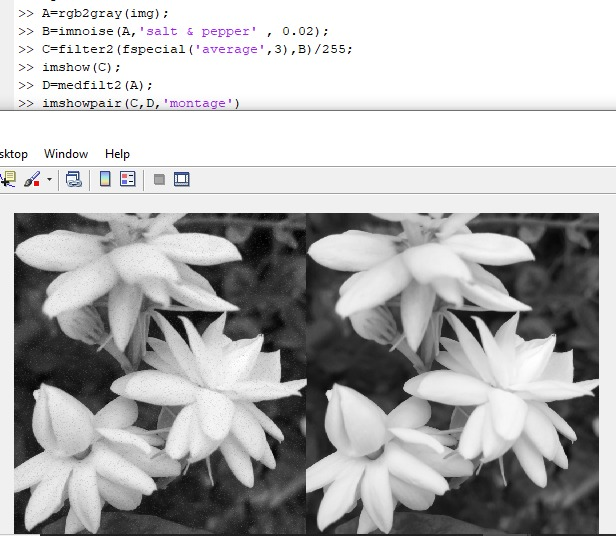 >> A=rgb2gray(img);
>> B=imnoise(A,'salt & pepper' , 0.02);
>> C=filter2(fspecial('average',3),B)/255;
>> imshow(C);
>> D=medfilt2(A);
>> imshowpair(C,D,'montage')
sktop Window Help